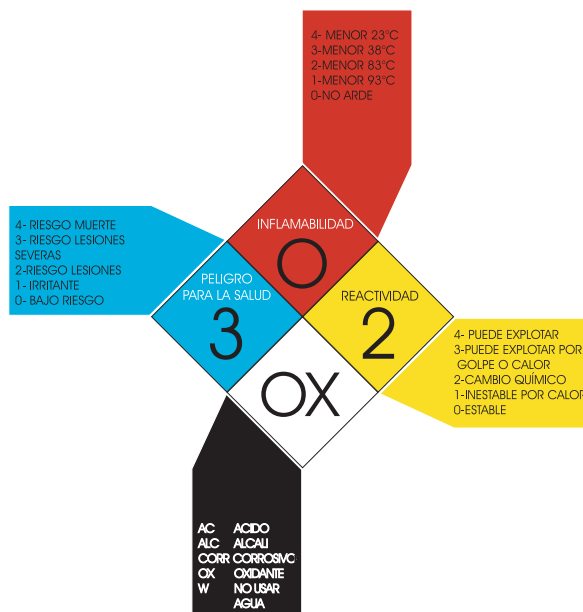 4- MENOR 23°C
3-MENOR 38°C
2-MENOR 83°C
1-MENOR 93°C
0-NO ARDE
INFLAMABILIDAD
0
4- RIESGO MUERTE
3- RIESGO LESIONES
SEVERAS
2-RIESGO LESIONES
1- IRRITANTE
0- BAJO RIESGO
PELIGRO
PARA LA SALUD
3
REACTIVIDAD
2
4- PUEDE EXPLOTAR
3-PUEDE EXPLOTAR POR
GOLPE O CALOR
2-CAMBIO QUÍMICO
1-INESTABLE POR CALOR
0-ESTABLE
OX
AC ACIDO
ALC ALCALI
CORR CORROSIVO
OX OXIDANTE
W NO USAR
AGUA